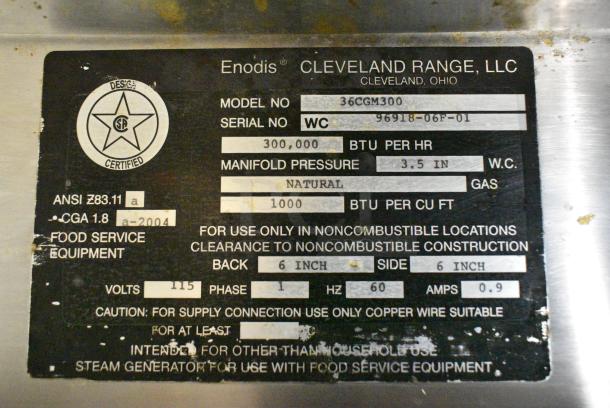 Enodis® CLEVELAND RANGE, LLC
CLEVELAND, OHIO
DESIGN
CSA
CERTIFIED
MODEL NO 36CGM300
SERIAL NO WC 96918-06F-01
300,000 BTU PER HR
MANIFOLD PRESSURE 3.5 IN W.C.
NATURAL GAS
1000 BTU PER CU FT
ANSI Z83.11 a
CGA 1.8 a-2004
FOOD SERVICE
EQUIPMENT
FOR USE ONLY IN NONCOMBUSTIBLE LOCATIONS
CLEARANCE TO NONCOMBUSTIBLE CONSTRUCTION
BACK 6 INCH SIDE 6 INCH
VOLTS 115 PHASE 1 HZ 60 AMPS 0.9
CAUTION: FOR SUPPLY CONNECTION USE ONLY COPPER WIRE SUITABLE
FOR AT LEAST
INTENDED FOR OTHER THAN HOUSEHOLD USE
STEAM GENERATOR FOR USE WITH FOOD SERVICE EQUIPMENT